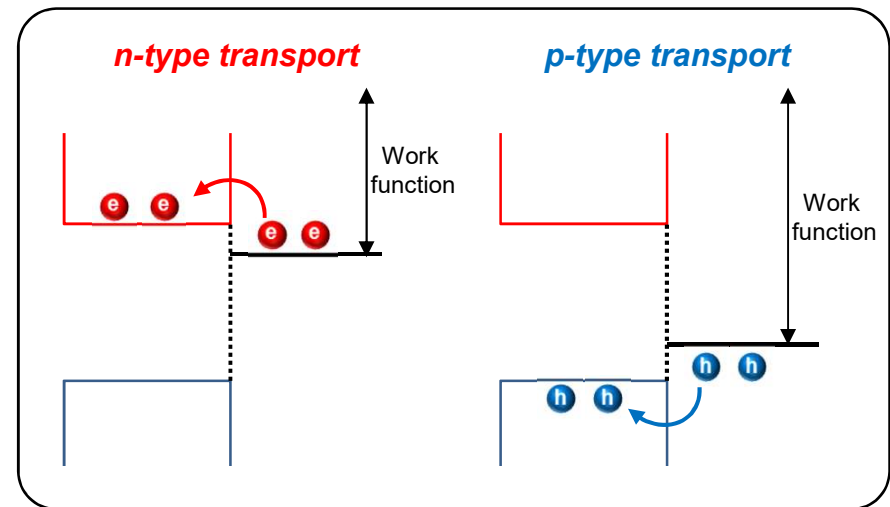 n-type transport
p-type transport
Work
function
e e
e e
Work
function
h h
h h